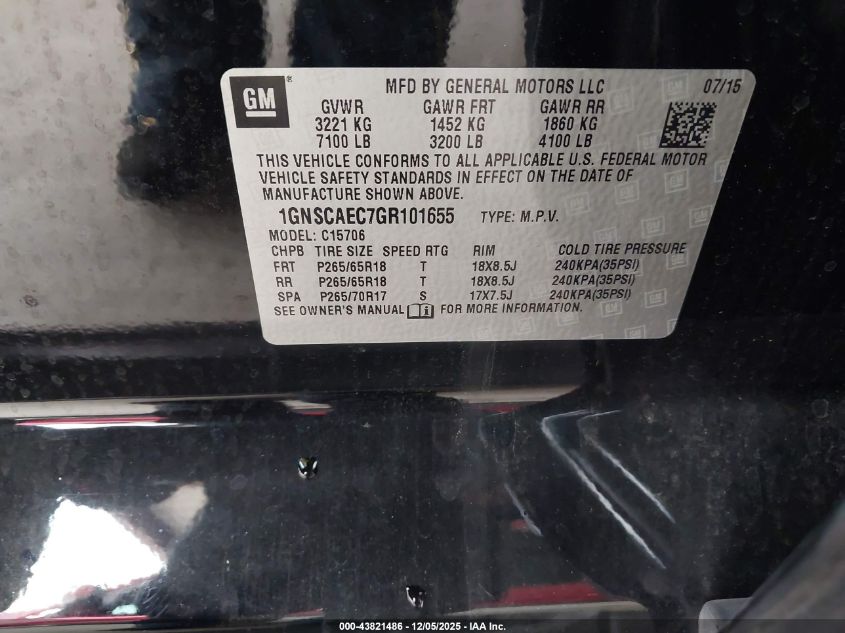 GM ®
MFD BY GENERAL MOTORS LLC 07/15
GVWR GAWR FRT GAWR RR
3221 KG 1452 KG 1860 KG
7100 LB 3200 LB 4100 LB
THIS VEHICLE CONFORMS TO ALL APPLICABLE U.S. FEDERAL MOTOR
VEHICLE SAFETY STANDARDS IN EFFECT ON THE DATE OF
MANUFACTURE SHOWN ABOVE.
1GNSCAEC7GR101655 TYPE: M.P.V.
MODEL: C15706
CHPB TIRE SIZE SPEED RTG RIM COLD TIRE PRESSURE
FRT P265/65R18 T 18X8.5J 240KPA(35PSI)
RR P265/65R18 T 18X8.5J 240KPA(35PSI)
SPA P265/70R17 S 17X7.5J 240KPA(35PSI)
SEE OWNER'S MANUAL i FOR MORE INFORMATION.
000-43821486 - 12/05/2025 - IAA Inc.